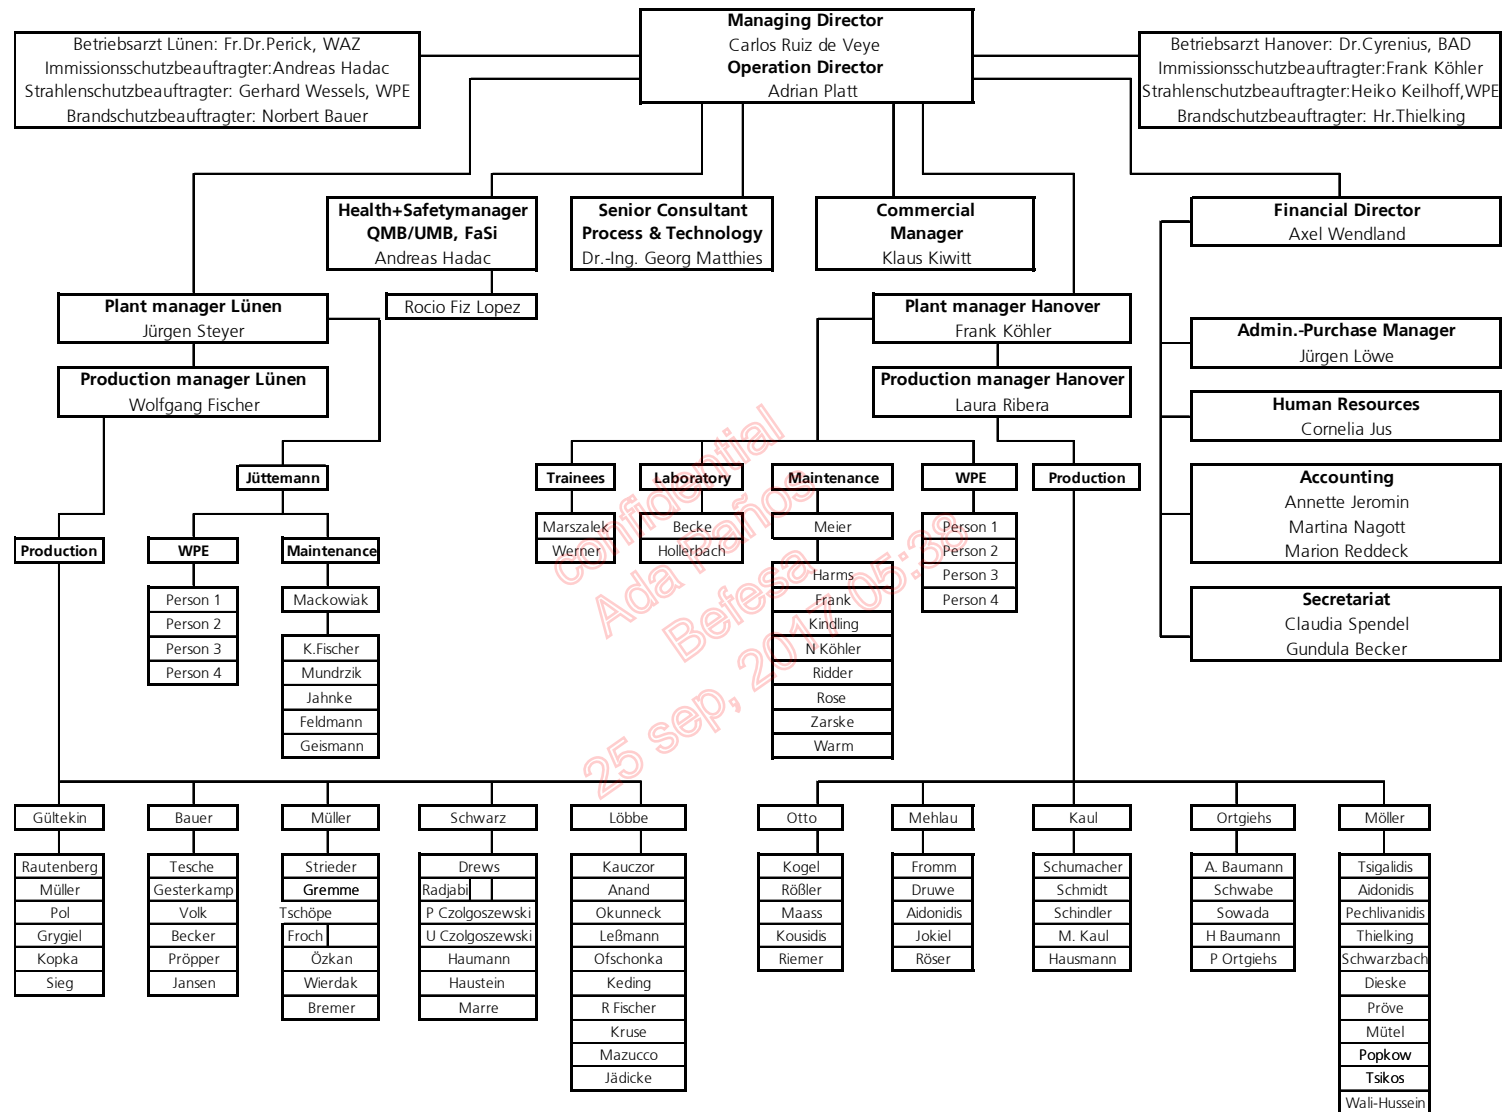 Managing Director
Carlos Ruiz de Veye
Operation Director
Adrian Platt
Betriebsarzt Lünen: Fr.Dr.Perick, WAZ
Immissionsschutzbeauftragter:Andreas Hadac
Strahlenschutzbeauftragter: Gerhard Wessels, WPE
Brandschutzbeauftragter: Norbert Bauer
Betriebsarzt Hanover: Dr.Cyrenius, BAD
Immissionsschutzbeauftragter:Frank Köhler
Strahlenschutzbeauftragter:Heiko Keilhoff,WPE
Brandschutzbeauftragter: Hr.Thielking
Health+Safetymanager
QMB/UMB, FaSi
Andreas Hadac
Rocio Fiz Lopez
Senior Consultant
Process & Technology
Dr.-Ing. Georg Matthies
Commercial
Manager
Klaus Kiwitt
Financial Director
Axel Wendland
Plant manager Lünen
Jürgen Steyer
Production manager Lünen
Wolfgang Fischer
Plant manager Hanover
Frank Köhler
Production manager Hanover
Laura Ribera
Admin.-Purchase Manager
Jürgen Löwe
Human Resources
Cornelia Jus
Accounting
Annette Jeromin
Martina Nagott
Marion Reddeck
Secretariat
Claudia Spendel
Gundula Becker
Jüttemann
Production
WPE
Person 1
Person 2
Person 3
Person 4
Maintenance
Mackowiak
K.Fischer
Mundrzik
Jahnke
Feldmann
Geismann
Trainees
Marszalek
Werner
Laboratory
Becke
Hollerbach
Maintenance
Meier
Harms
Frank
Kindling
N Köhler
Ridder
Rose
Zarske
Warm
WPE
Person 1
Person 2
Person 3
Person 4
Production
confidential
Ada Paños
Befesa
25 sep, 2017 05:38
Gültekin
Rautenberg
Müller
Pol
Grygiel
Kopka
Sieg
Bauer
Tesche
Gesterkamp
Volk
Becker
Pröpper
Jansen
Müller
Strieder
Gremme
Tschöpe
Froch
Özkan
Wierdak
Bremer
Schwarz
Drews
Radjabi
P Czolgoszewski
U Czolgoszewski
Haumann
Haustein
Marre
Löbbe
Kauczor
Anand
Okunneck
Leßmann
Ofschonka
Keding
R Fischer
Kruse
Mazucco
Jädicke
Otto
Kogel
Rößler
Maass
Kousidis
Riemer
Mehlau
Fromm
Druwe
Aidonidis
Jokiel
Röser
Kaul
Schumacher
Schmidt
Schindler
M. Kaul
Hausmann
Ortgiehs
A. Baumann
Schwabe
Sowada
H Baumann
P Ortgiehs
Möller
Tsigalidis
Aidonidis
Pechlivanidis
Thielking
Schwarzbach
Dieske
Pröve
Mütel
Popkow
Tsikos
Wali-Hussein